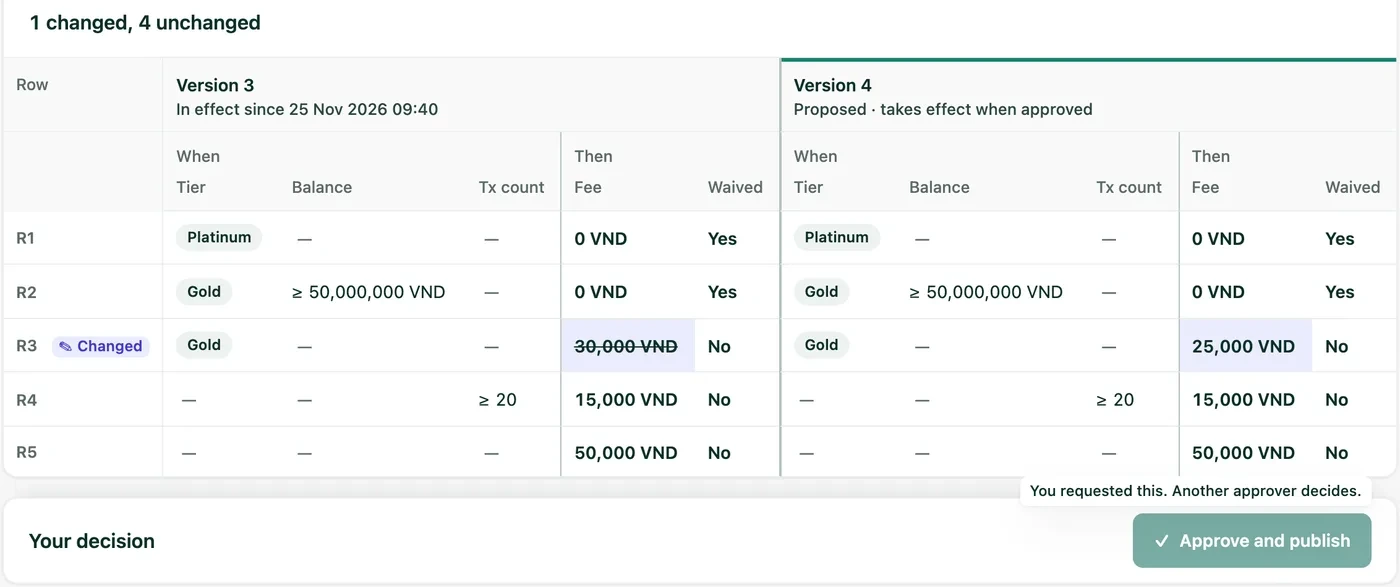 1 changed, 4 unchanged
Row Version 3 Version 4
In effect since 25 Nov 2026 09:40 Proposed · takes effect when approved
When Then When Then
Tier Balance Tx count Fee Waived Tier Balance Tx count Fee Waived
R1 Platinum — — 0 VND Yes Platinum — — 0 VND Yes
R2 Gold ≥ 50,000,000 VND — 0 VND Yes Gold ≥ 50,000,000 VND — 0 VND Yes
R3 ✎ Changed Gold — — 30,000 VND No Gold — — 25,000 VND No
R4 — — ≥ 20 15,000 VND No — — ≥ 20 15,000 VND No
R5 — — — 50,000 VND No — — — 50,000 VND No
You requested this. Another approver decides.
Your decision ✓ Approve and publish